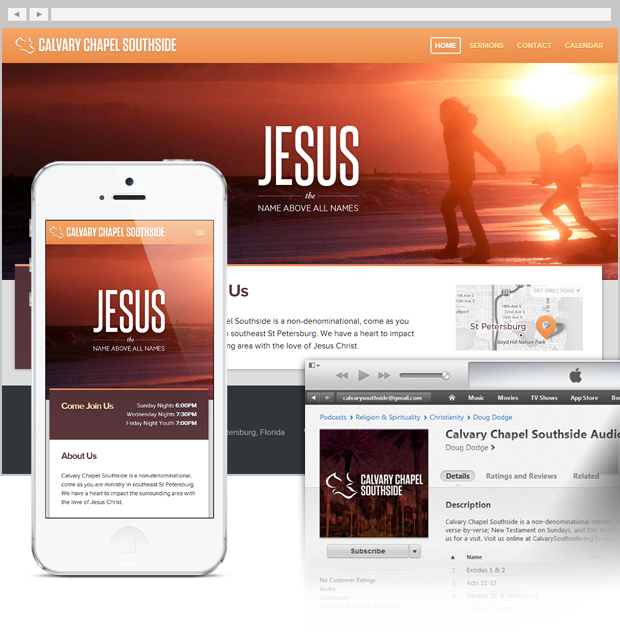 CALVARY CHAPEL SOUTHSIDE
HOME SERMONS CONTACT CALENDAR
JESUS
the
NAME ABOVE ALL NAMES
Us
el Southside is a non-denominational, come as you
n southeast St Petersburg. We have a heart to impact
ing area with the love of Jesus Christ.
GET DIRECTIONS
St Petersburg
Boyd Hill Nature Park
tersburg, Florida
CALVARY CHAPEL SOUTHSIDE
JESUS
the
NAME ABOVE ALL NAMES
Come Join Us
Sunday Nights 6:00PM
Wednesday Nights 7:30PM
Friday Night Youth 7:00PM
About Us
Calvary Chapel Southside is a non-denominational,
come as you are ministry in southeast St Petersburg.
We have a heart to impact the surrounding area with
the love of Jesus Christ.
calvarysouthside@gmail.com
Music Movies TV Shows App Store Boo
Podcasts > Religion & Spirituality > Christianity > Doug Dodge
CALVARY CHAPEL
SOUTHSIDE
Calvary Chapel Southside Audio
Doug Dodge >
Details Ratings and Reviews Related
Description
Calvary Chapel Southside is a non-denominational ministry
verse-by-verse; New Testament on Sundays, and Old
us for a visit. Visit us online at CalvarySouthside.org
Subscribe
Name
2 Exodus 1 & 2
3 Acts 11-13
4
No Customer Ratings
Audio
Christianity